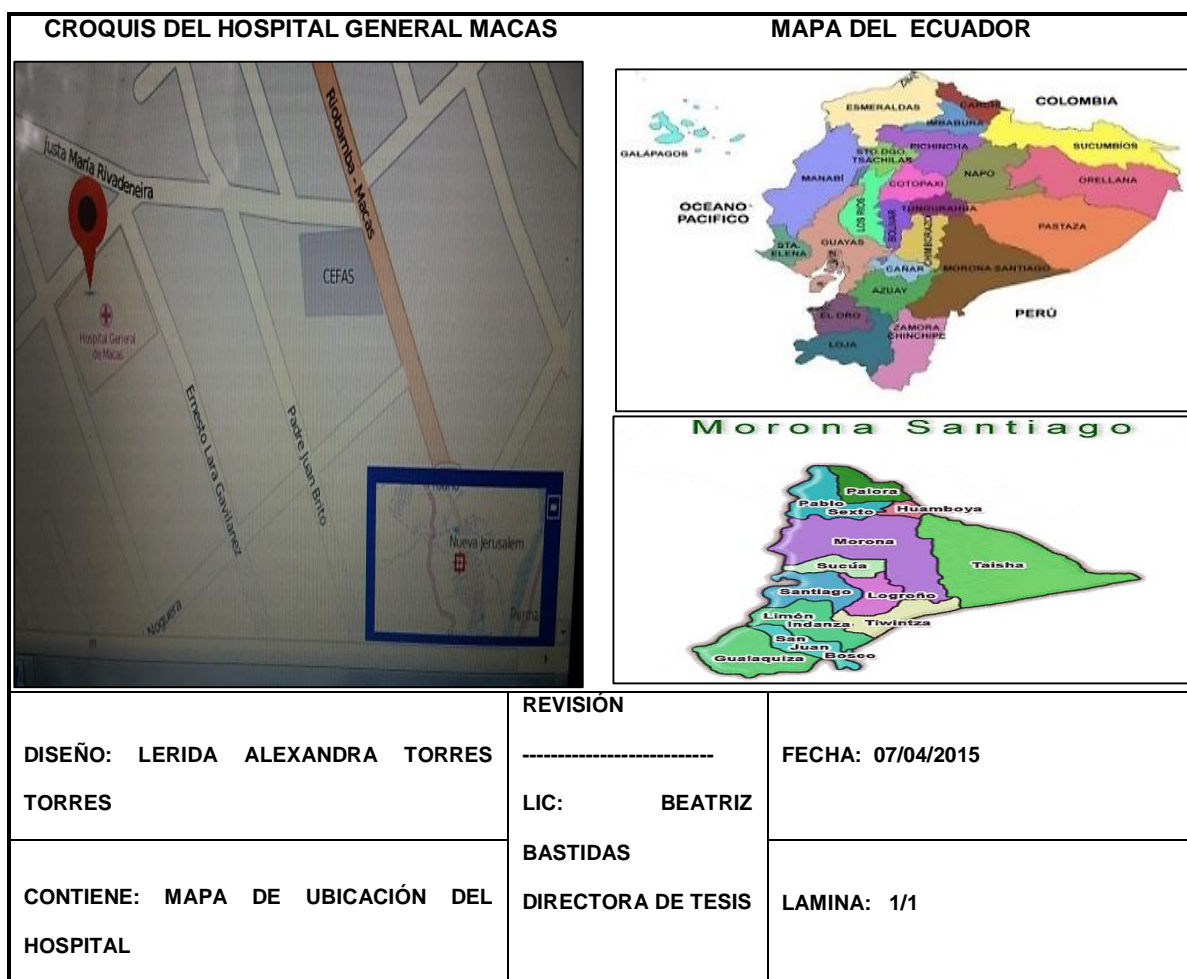 CROQUIS DEL HOSPITAL GENERAL MACAS
MAPA DEL ECUADOR
Justa María Rivadeneira
Riobamba - Macas
CEFAS
Hospital General
de Macas
Ernesto Lara Gavilanez
Padre Juan Brito
Noguera
Nueva Jerusalem
ESMERALDAS
CARCHI
COLOMBIA
IMBABURA
GALÁPAGOS
STO. DGO.
TSACHILAS
PICHINCHA
SUCUMBÍOS
MANABÍ
COTOPAXI
NAPO
ORELLANA
OCEANO
PACIFICO
LOS RIOS
BOLIVAR
TUNGURAHUA
CHIMBORAZO
PASTAZA
STA.
ELENA
GUAYAS
CAÑAR
MORONA SANTIAGO
AZUAY
PERÚ
EL ORO
ZAMORA
CHINCHIPE
LOJA
Morona Santiago
Palora
Pablo
Sexto
Huamboya
Morona
Sucúa
Taisha
Santiago
Logroño
Limón
Indanza
Tiwintza
San
Juan
Bosco
Gualaquiza
DISEÑO: LERIDA ALEXANDRA TORRES
TORRES
REVISIÓN
---------------------------
LIC: BEATRIZ
BASTIDAS
DIRECTORA DE TESIS
FECHA: 07/04/2015
CONTIENE: MAPA DE UBICACIÓN DEL
HOSPITAL
LAMINA: 1/1